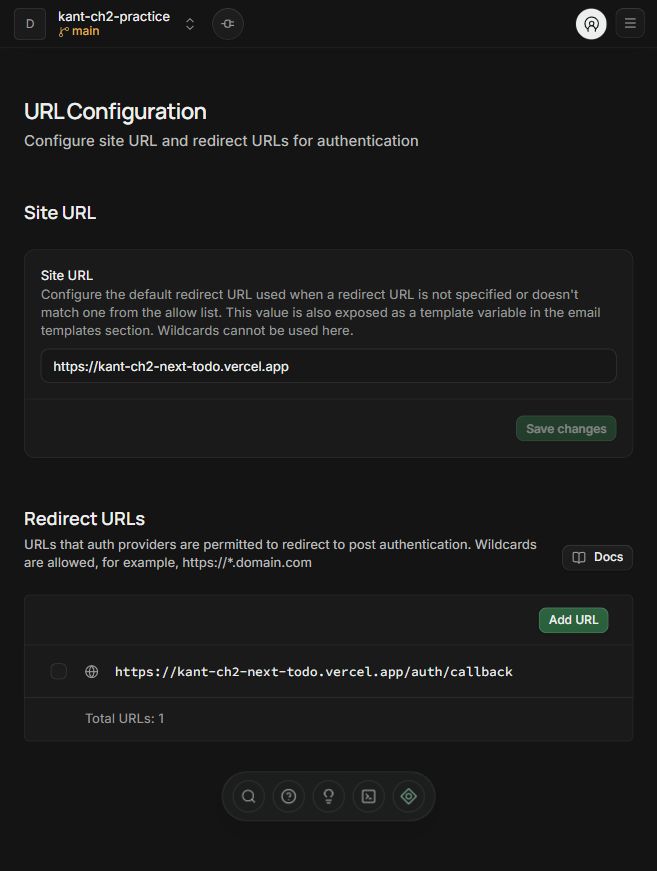 D
kant-ch2-practice
main
URL Configuration
Configure site URL and redirect URLs for authentication
Site URL
Site URL
Configure the default redirect URL used when a redirect URL is not specified or doesn't
match one from the allow list. This value is also exposed as a template variable in the email
templates section. Wildcards cannot be used here.
https://kant-ch2-next-todo.vercel.app
Save changes
Redirect URLs
URLs that auth providers are permitted to redirect to post authentication. Wildcards
are allowed, for example, https://*.domain.com
Docs
Add URL
https://kant-ch2-next-todo.vercel.app/auth/callback
Total URLs: 1